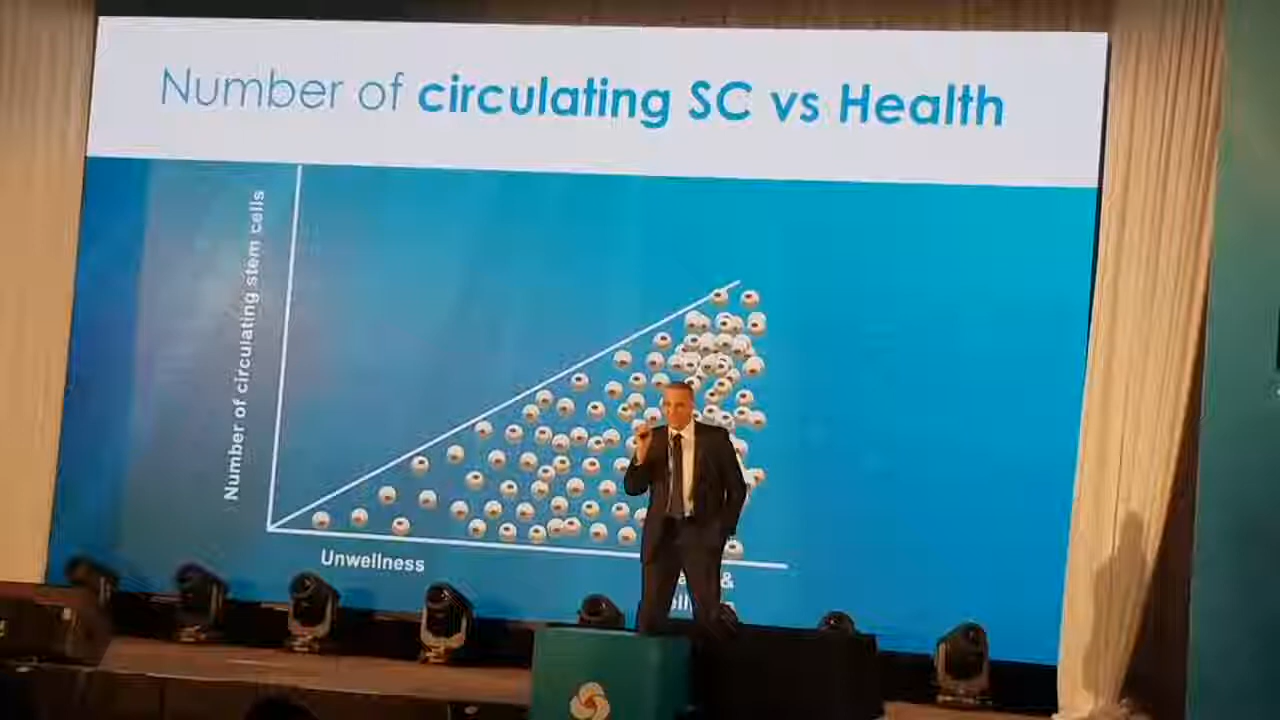 Number of circulating SC vs Health
Number of circulating stem cells
Unwellness
&